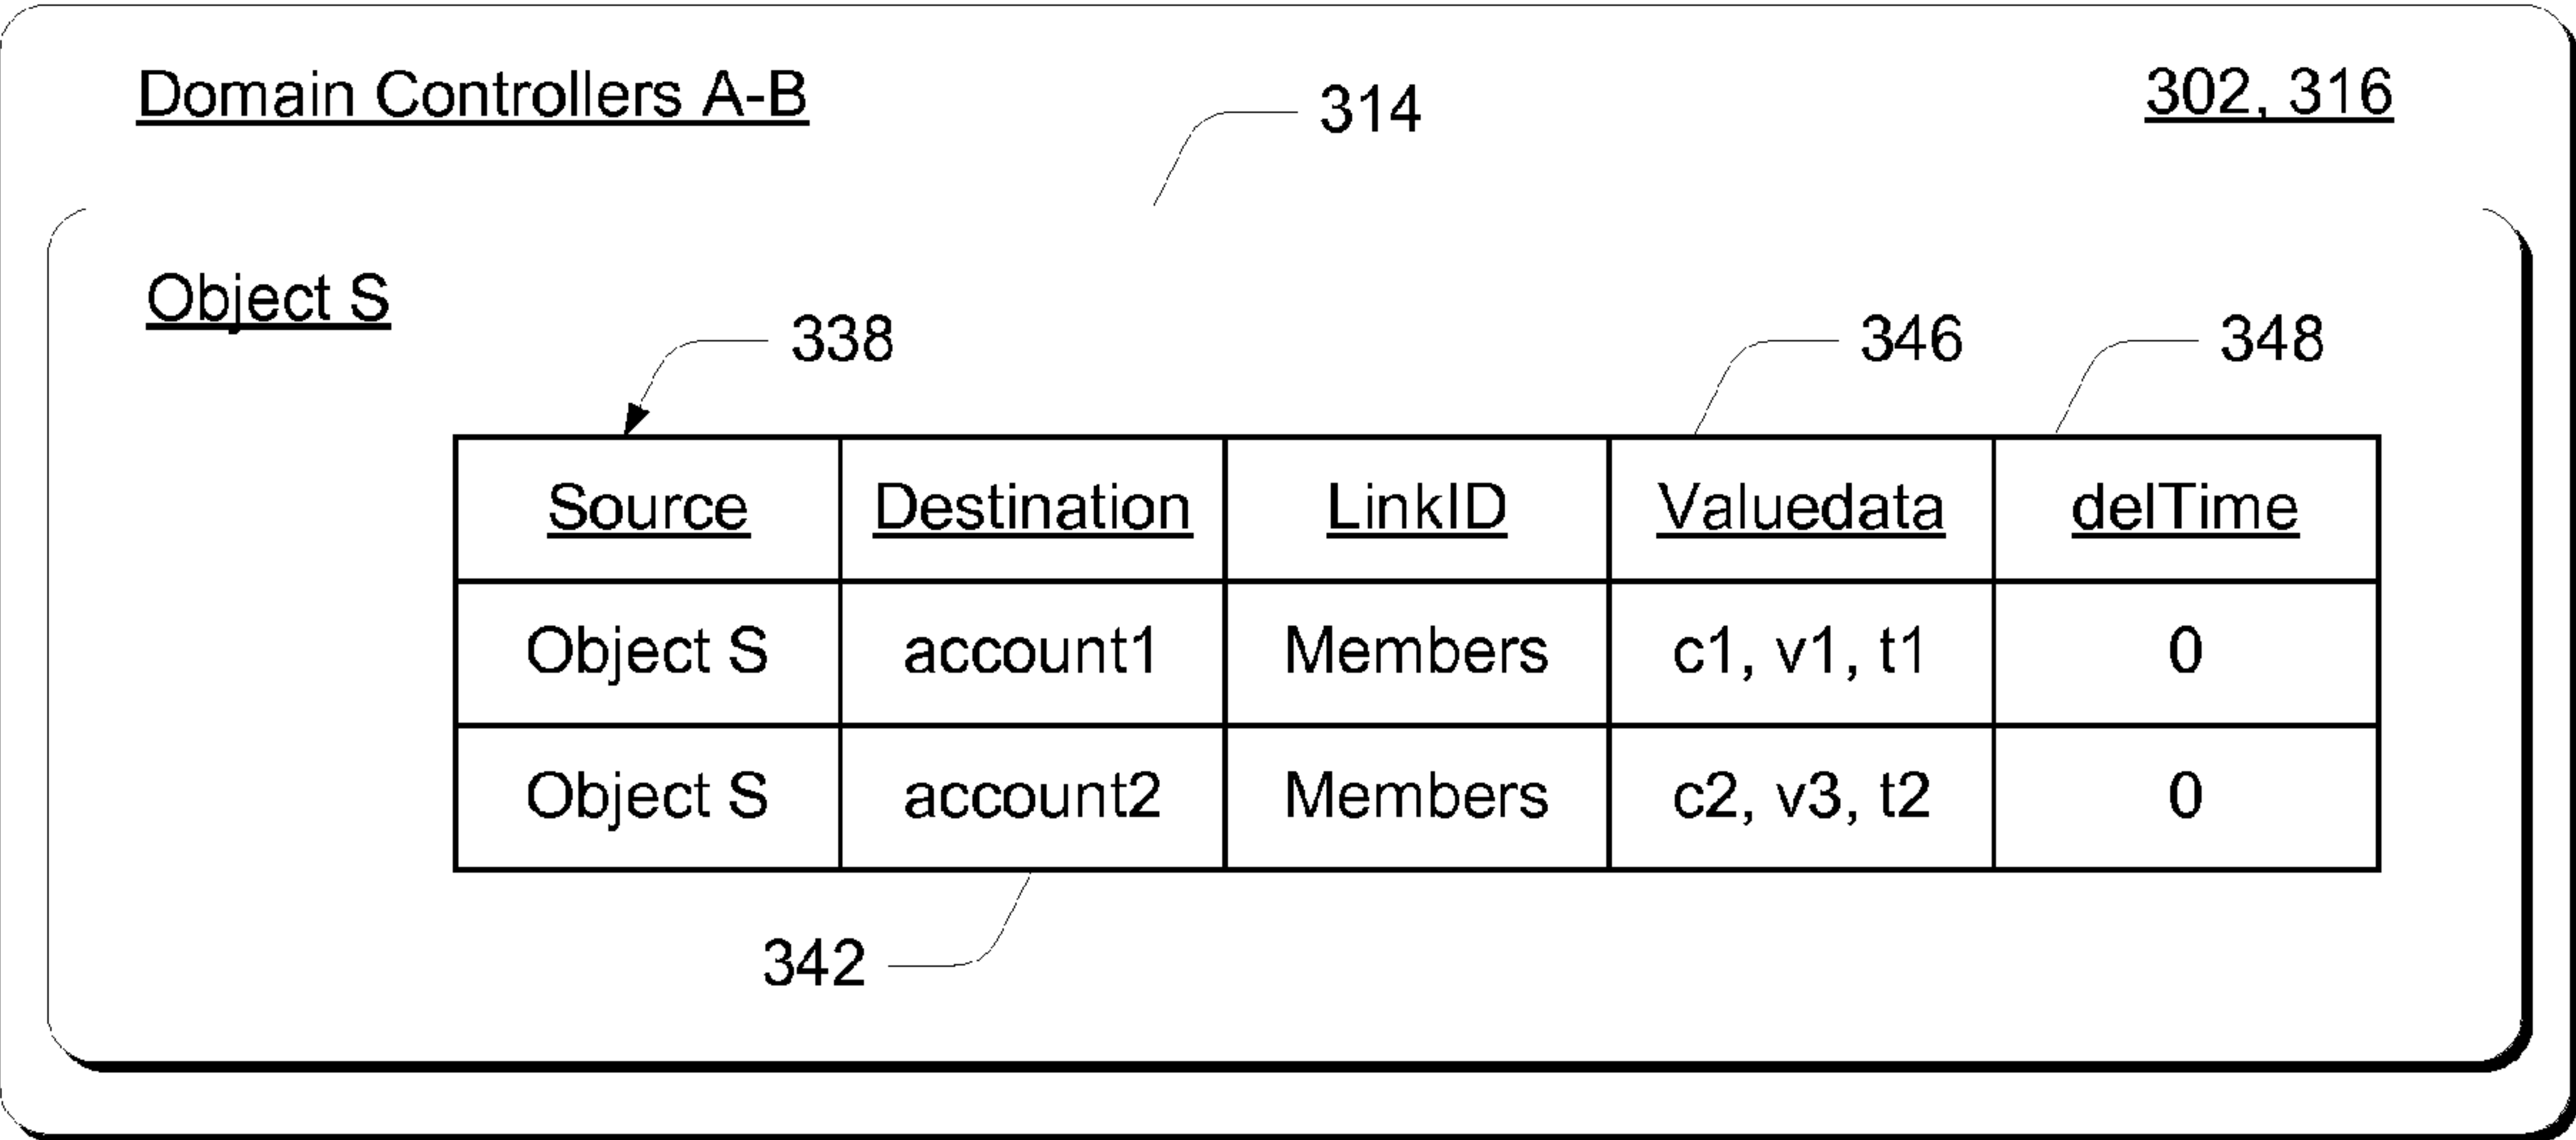 Domain Controllers A-B 302, 316
314
Object S
338 346 348
Source Destination LinkID Valuedata delTime
Object S account1 Members c1, v1, t1 0
Object S account2 Members c2, v3, t2 0
342